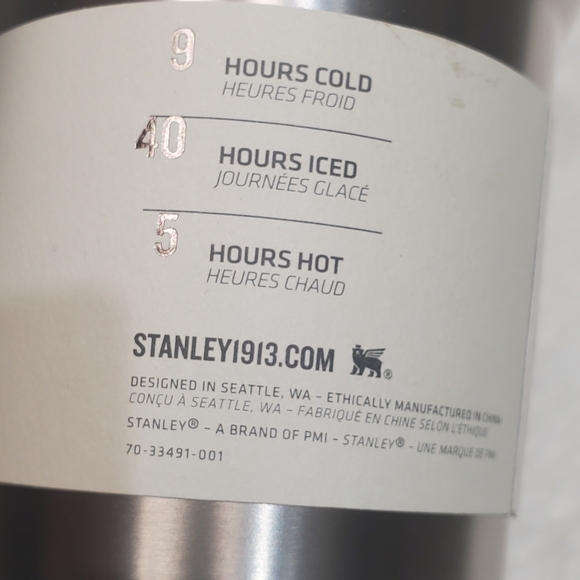 9 HOURS COLD
HEURES FROID
40 HOURS ICED
JOURNÉES GLACÉ
5 HOURS HOT
HEURES CHAUD
STANLEY1913.COM ®
DESIGNED IN SEATTLE, WA – ETHICALLY MANUFACTURED IN CHINA
CONÇU À SEATTLE, WA – FABRIQUÉ EN CHINE SELON L'ÉTHIQUE
STANLEY® – A BRAND OF PMI – STANLEY® – UNE MARQUE DE PMI
70-33491-001